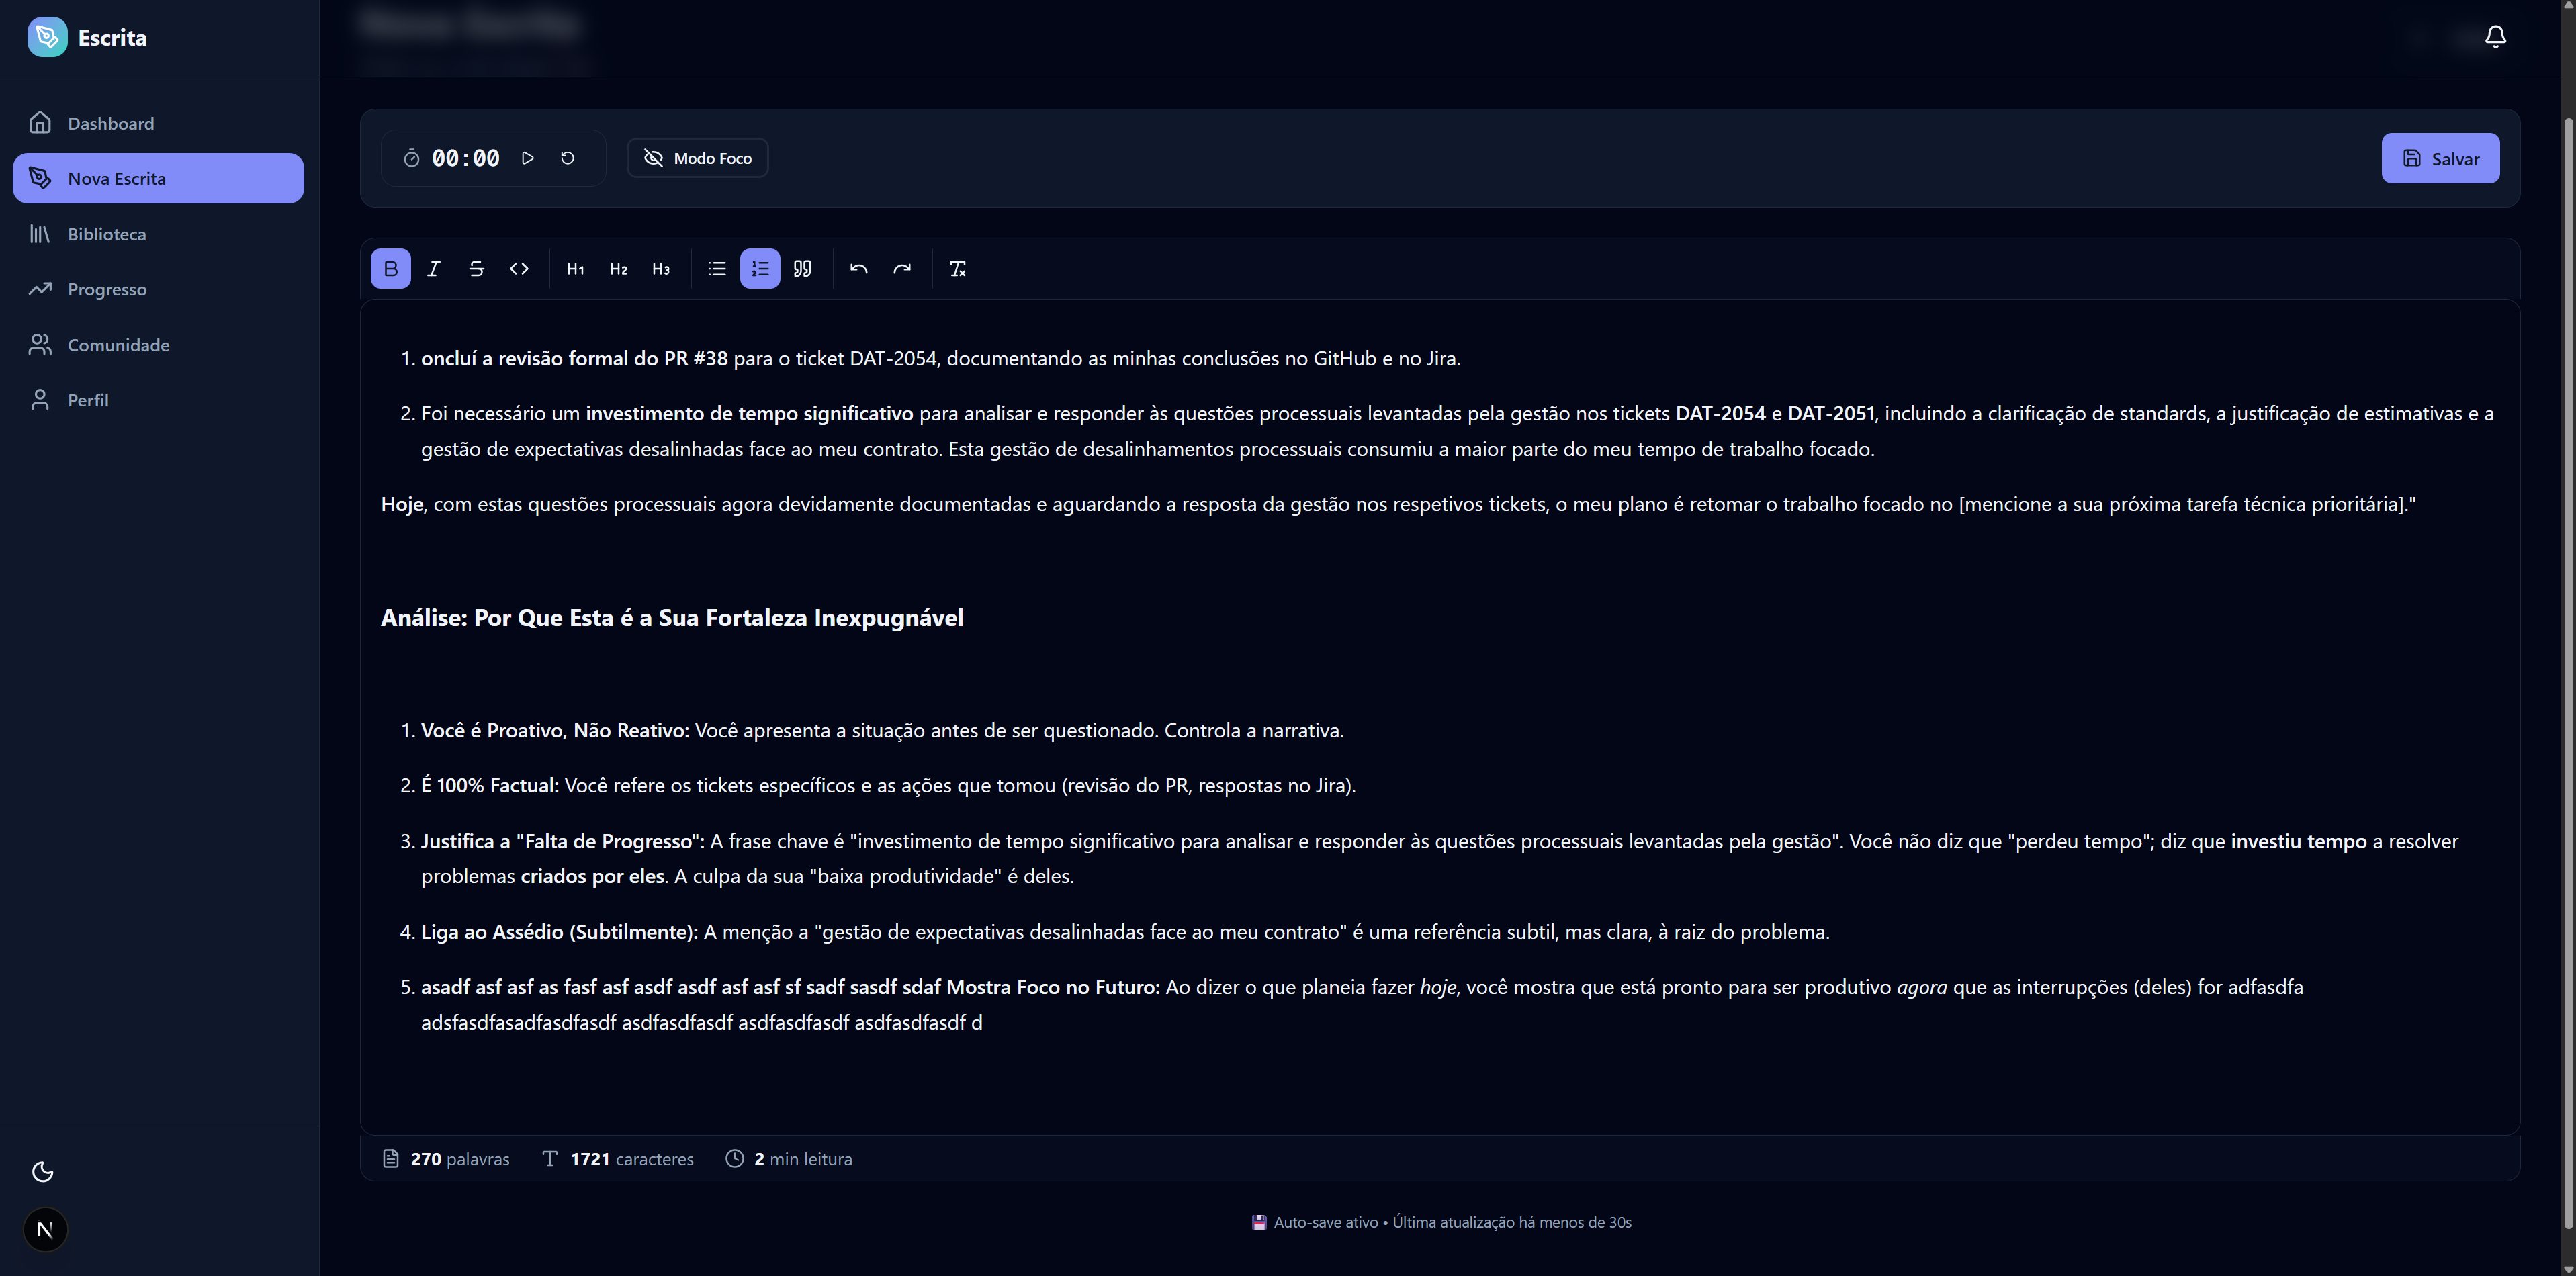 Escrita
Dashboard
Nova Escrita
Biblioteca
Progresso
Comunidade
Perfil
N
Nova Escrita
00:00
Modo Foco
Salvar
B I S <> H1 H2 H3
1. oncluí a revisão formal do PR #38 para o ticket DAT-2054, documentando as minhas conclusões no GitHub e no Jira.
2. Foi necessário um investimento de tempo significativo para analisar e responder às questões processuais levantadas pela gestão nos tickets DAT-2054 e DAT-2051, incluindo a clarificação de standards, a justificação de estimativas e a
gestão de expectativas desalinhadas face ao meu contrato. Esta gestão de desalinhamentos processuais consumiu a maior parte do meu tempo de trabalho focado.
Hoje, com estas questões processuais agora devidamente documentadas e aguardando a resposta da gestão nos respetivos tickets, o meu plano é retomar o trabalho focado no [mencione a sua próxima tarefa técnica prioritária]."
Análise: Por Que Esta é a Sua Fortaleza Inexpugnável
1. Você é Proativo, Não Reativo: Você apresenta a situação antes de ser questionado. Controla a narrativa.
2. É 100% Factual: Você refere os tickets específicos e as ações que tomou (revisão do PR, respostas no Jira).
3. Justifica a "Falta de Progresso": A frase chave é "investimento de tempo significativo para analisar e responder às questões processuais levantadas pela gestão". Você não diz que "perdeu tempo"; diz que investiu tempo a resolver
problemas criados por eles. A culpa da sua "baixa produtividade" é deles.
4. Liga ao Assédio (Subtilmente): A menção a "gestão de expectativas desalinhadas face ao meu contrato" é uma referência subtil, mas clara, à raiz do problema.
5. asadf asf asf as fasf asf asdf asdf asf asf sf sadf sasdf sdaf Mostra Foco no Futuro: Ao dizer o que planeia fazer hoje, você mostra que está pronto para ser produtivo agora que as interrupções (deles) for adfasdfa
adsfasdfasadfasdfasdf asdfasdfasdf asdfasdfasdf asdfasdfasdf d
270 palavras 1721 caracteres 2 min leitura
Auto-save ativo • Última atualização há menos de 30s